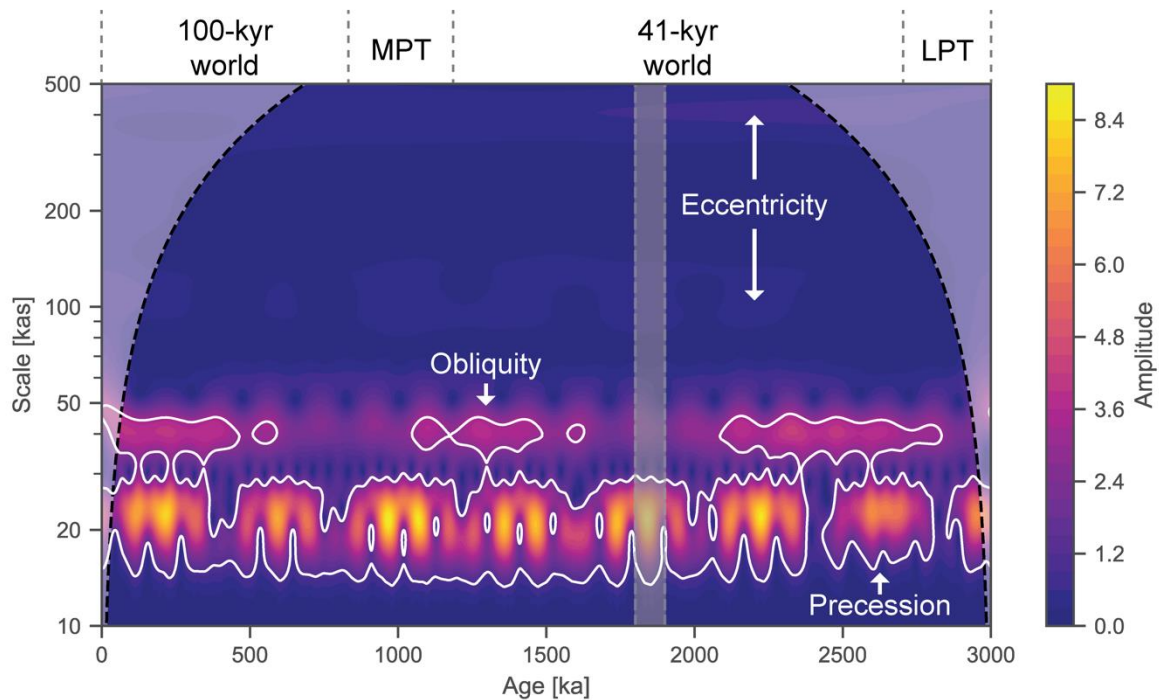 100-kyr
world
MPT
41-kyr
world
LPT
500
200
100
50
20
10
Scale [kas]
Eccentricity
Obliquity
Precession
0
500
1000
1500
2000
2500
3000
Age [ka]
8.4
7.2
6.0
4.8
3.6
2.4
1.2
0.0
Amplitude